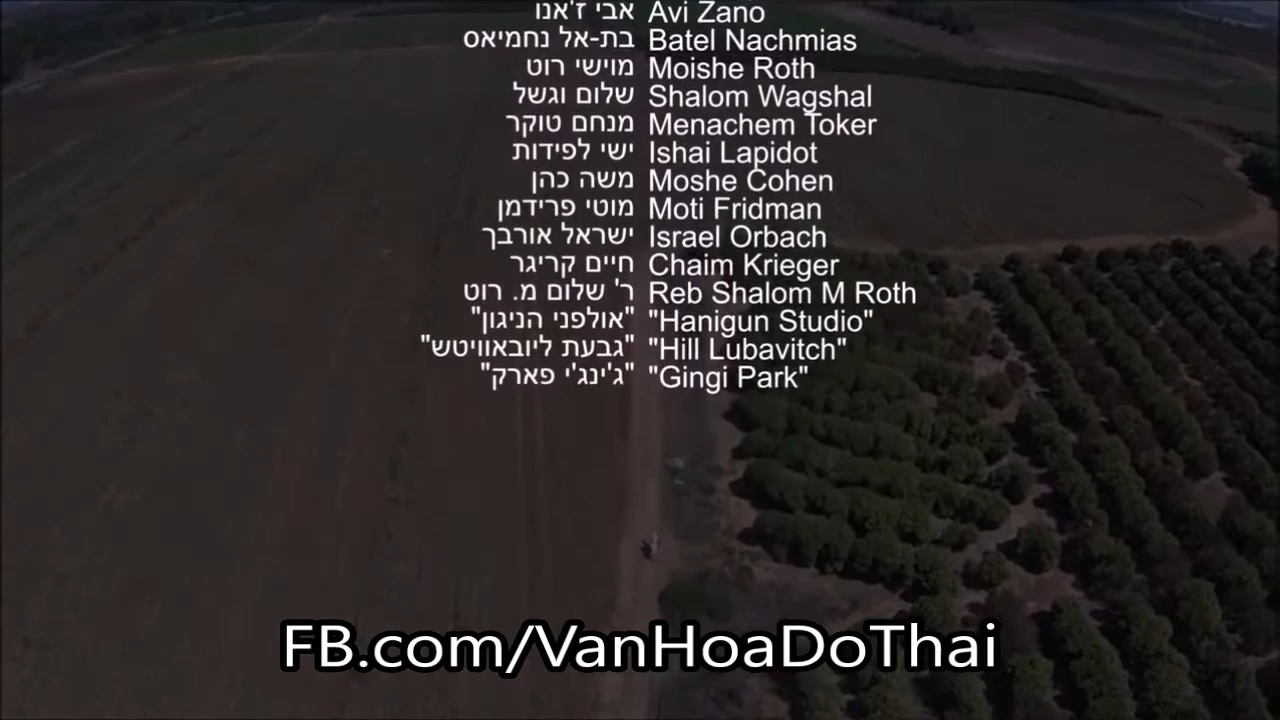 אבי ז'אנו Avi Zano
בת-אל נחמיאס Batel Nachmias
מוישי רוט Moishe Roth
שלום וגשל Shalom Wagshal
מנחם טוקר Menachem Toker
ישי לפידות Ishai Lapidot
משה כהן Moshe Cohen
מוטי פרידמן Moti Fridman
ישראל אורבך Israel Orbach
חיים קריגר Chaim Krieger
ר' שלום מ. רוט Reb Shalom M Roth
"אולפני הניגון" "Hanigun Studio"
"גבעת ליובאוויטש" "Hill Lubavitch"
"ג'ינג'י פארק" "Gingi Park"
FB.com/VanHoaDoThai